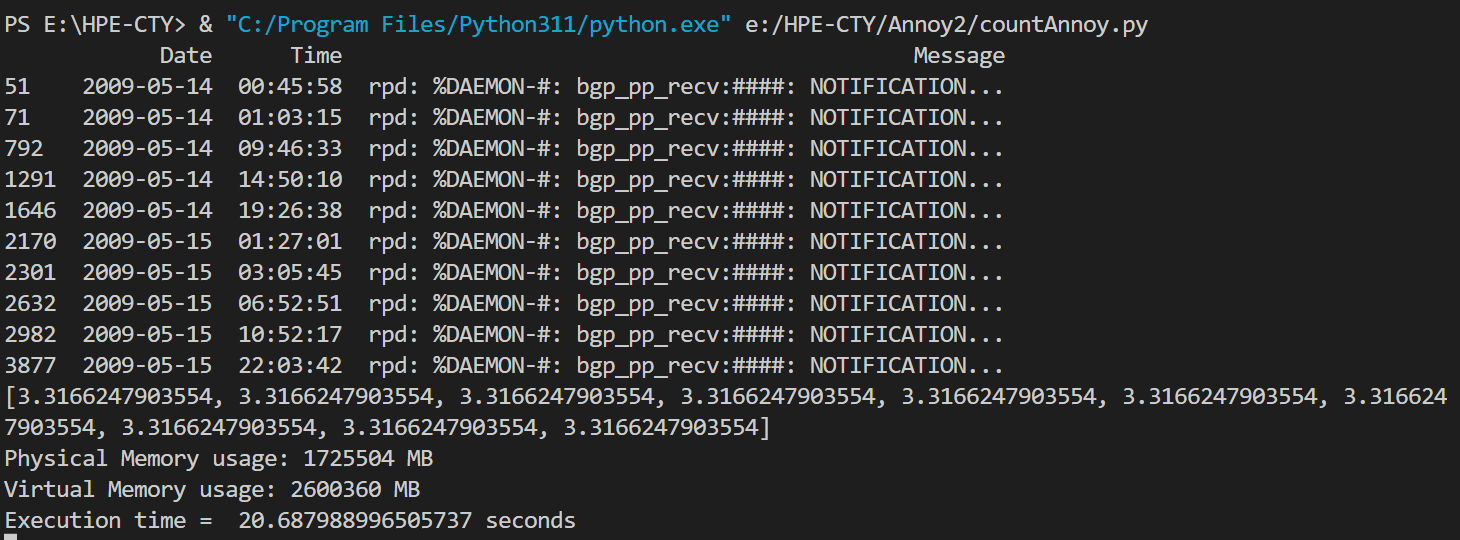 PS E:\HPE-CTY> & "C:/Program Files/Python311/python.exe" e:/HPE-CTY/Annoy2/countAnnoy.py
Date Time Message
51 2009-05-14 00:45:58 rpd: %DAEMON-#: bgp_pp_recv:####: NOTIFICATION...
71 2009-05-14 01:03:15 rpd: %DAEMON-#: bgp_pp_recv:####: NOTIFICATION...
792 2009-05-14 09:46:33 rpd: %DAEMON-#: bgp_pp_recv:####: NOTIFICATION...
1291 2009-05-14 14:50:10 rpd: %DAEMON-#: bgp_pp_recv:####: NOTIFICATION...
1646 2009-05-14 19:26:38 rpd: %DAEMON-#: bgp_pp_recv:####: NOTIFICATION...
2170 2009-05-15 01:27:01 rpd: %DAEMON-#: bgp_pp_recv:####: NOTIFICATION...
2301 2009-05-15 03:05:45 rpd: %DAEMON-#: bgp_pp_recv:####: NOTIFICATION...
2632 2009-05-15 06:52:51 rpd: %DAEMON-#: bgp_pp_recv:####: NOTIFICATION...
2982 2009-05-15 10:52:17 rpd: %DAEMON-#: bgp_pp_recv:####: NOTIFICATION...
3877 2009-05-15 22:03:42 rpd: %DAEMON-#: bgp_pp_recv:####: NOTIFICATION...
[3.3166247903554, 3.3166247903554, 3.3166247903554, 3.3166247903554, 3.3166247903554, 3.3166247903554, 3.316624
7903554, 3.3166247903554, 3.3166247903554, 3.3166247903554]
Physical Memory usage: 1725504 MB
Virtual Memory usage: 2600360 MB
Execution time =  20.687988996505737 seconds